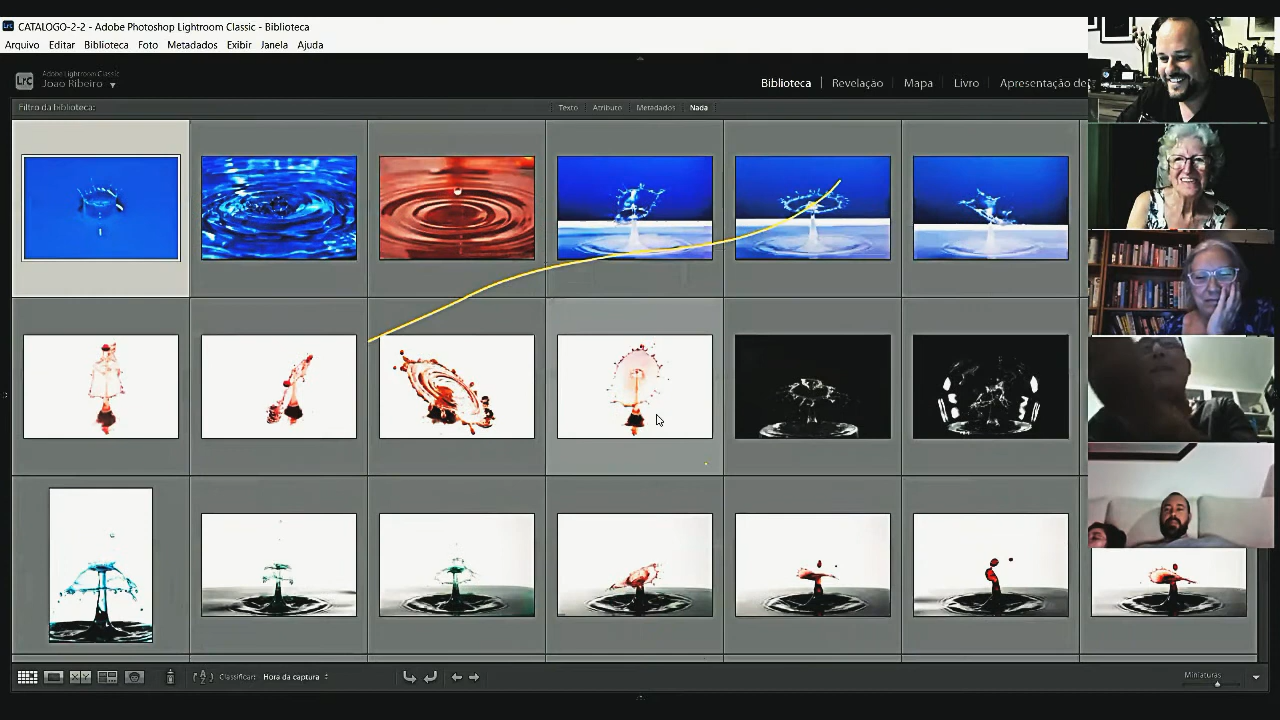 Lrc CATALOGO-2-2 - Adobe Photoshop Lightroom Classic - Biblioteca
Arquivo Editar Biblioteca Foto Metadados Exibir Janela Ajuda
Lrc Adobe Lightroom Classic
Joao Ribeiro
Biblioteca | Revelação | Mapa | Livro | Apresentação de
Filtro da biblioteca:
Texto | Atributo | Metadados | Nada
Classificar: Hora da captura
Miniaturas